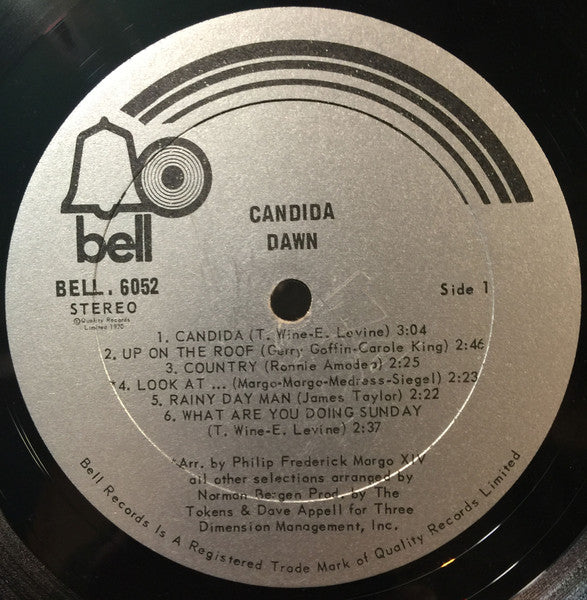 bell
CANDIDA
DAWN
BELL. 6052
STEREO
©Quality Records
Limited 1970
Side 1
1. CANDIDA (T. Wine-E. Levine) 3:04
2. UP ON THE ROOF (Gerry Goffin-Carole King) 2:46
3. COUNTRY (Ronnie Amodeo) 2:25
*4. LOOK AT ... (Margo-Margo-Medress-Siegel) 2:23
5. RAINY DAY MAN (James Taylor) 2:22
6. WHAT ARE YOU DOING SUNDAY
(T. Wine-E. Levine) 2:37
*Arr. by Philip Frederick Margo XIV
all other selections arranged by
Norman Bergen Prod. by The
Tokens & Dave Appell for Three
Dimension Management, Inc.
Bell Records Is A Registered Trade Mark of Quality Records Limited